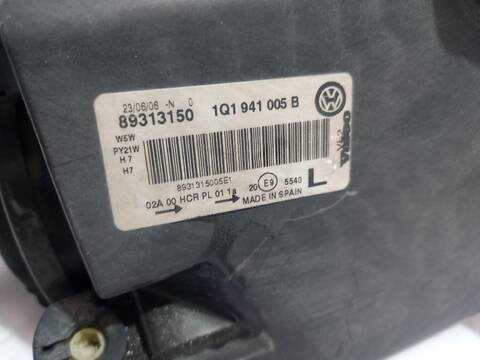 23/06/06 -N 0
89313150 1Q1 941 005 B
W5W
PY21W
H7
H7
8931315005E1
20 E9 5540 L
02A 00 HCR PL 01 1a
MADE IN SPAIN
Valeo